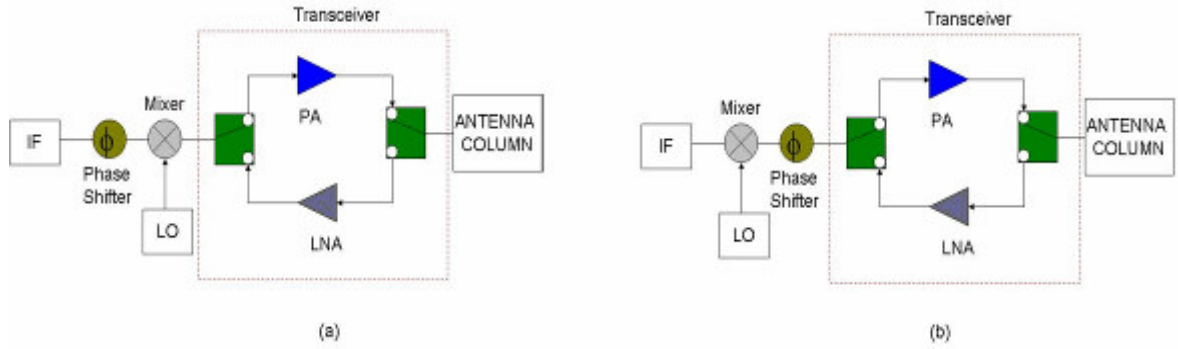 Transceiver
Mixer
PA
IF
ϕ
ANTENNA
COLUMN
Phase
Shifter
LO
LNA
(a)
Transceiver
Mixer
PA
IF
ϕ
ANTENNA
COLUMN
Phase
Shifter
LO
LNA
(b)